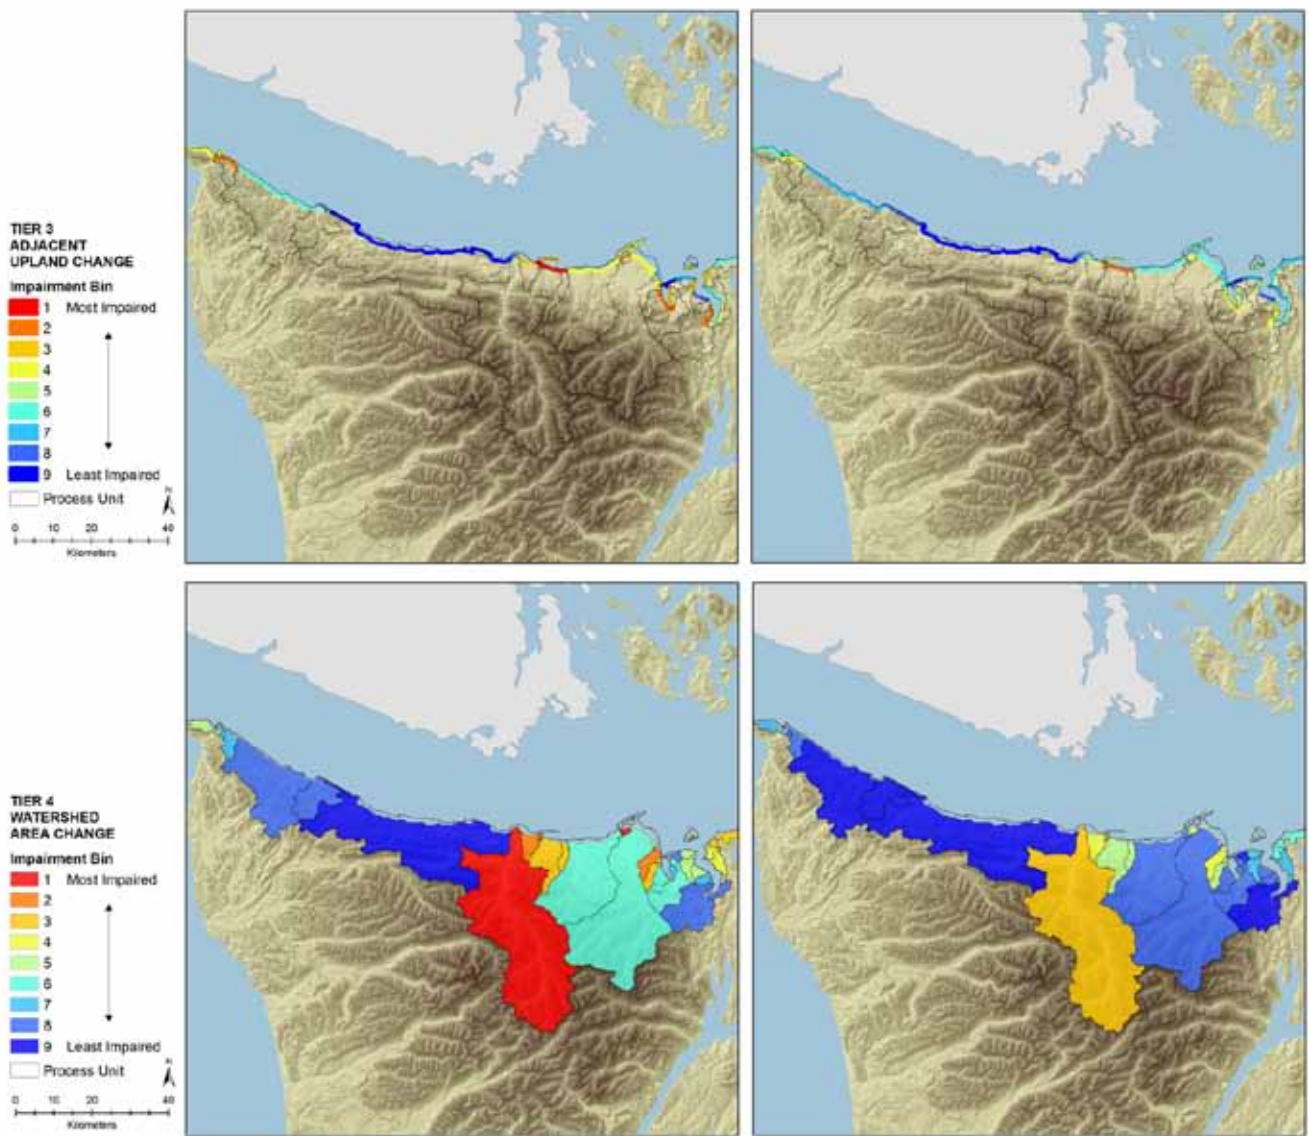 TIER 3
ADJACENT
UPLAND CHANGE
Impairment Bin
1 Most Impaired
2
3
4
5
6
7
8
9 Least Impaired
Process Unit
N
0 10 20 40
Kilometers
TIER 4
WATERSHED
AREA CHANGE
Impairment Bin
1 Most Impaired
2
3
4
5
6
7
8
9 Least Impaired
Process Unit
N
0 10 20 40
Kilometers